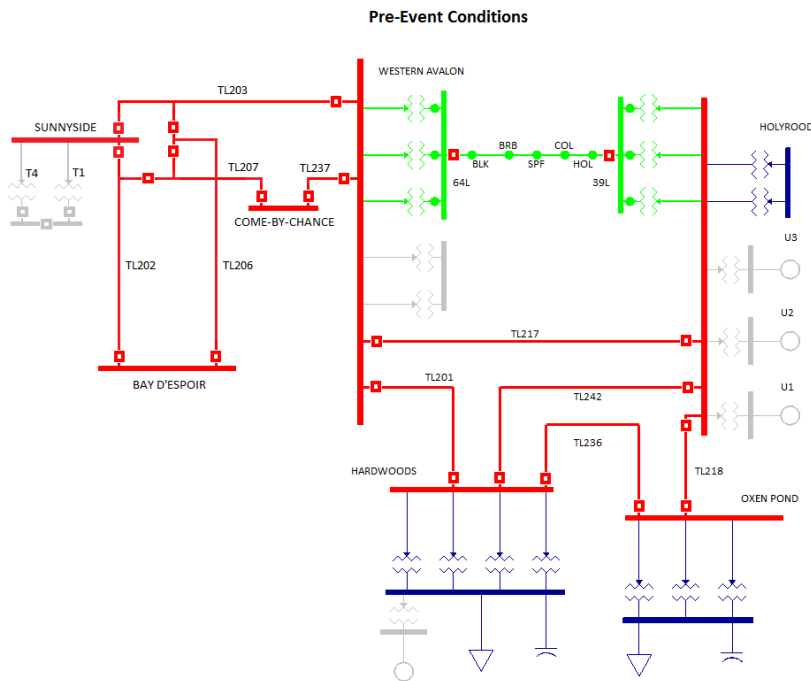 Pre-Event Conditions
WESTERN AVALON
TL203
SUNNYSIDE
HOLYROOD
BRB
COL
BLK
SPF
HOL
T4
T1
TL207
TL237
64L
39L
COME-BY-CHANCE
U3
TL202
TL206
U2
TL217
BAY D'ESPOIR
TL201
TL242
U1
TL236
HARDWOODS
TL218
OXEN POND